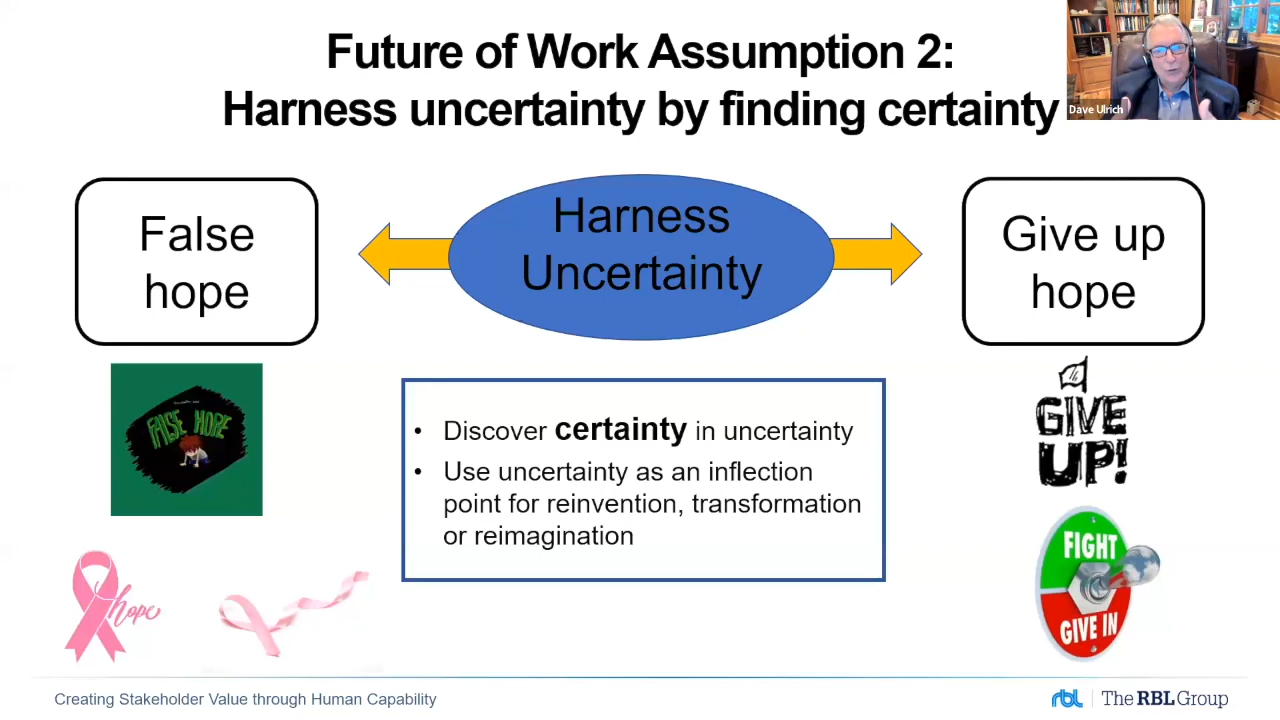 Future of Work Assumption 2:
Harness uncertainty by finding certainty
Dave Ulrich
False
hope
Harness
Uncertainty
Give up
hope
FALSE HOPE
• Discover certainty in uncertainty
• Use uncertainty as an inflection
point for reinvention, transformation
or reimagination
GIVE
UP!
hope
FIGHT
GIVE IN
Creating Stakeholder Value through Human Capability
rbl
The RBL Group